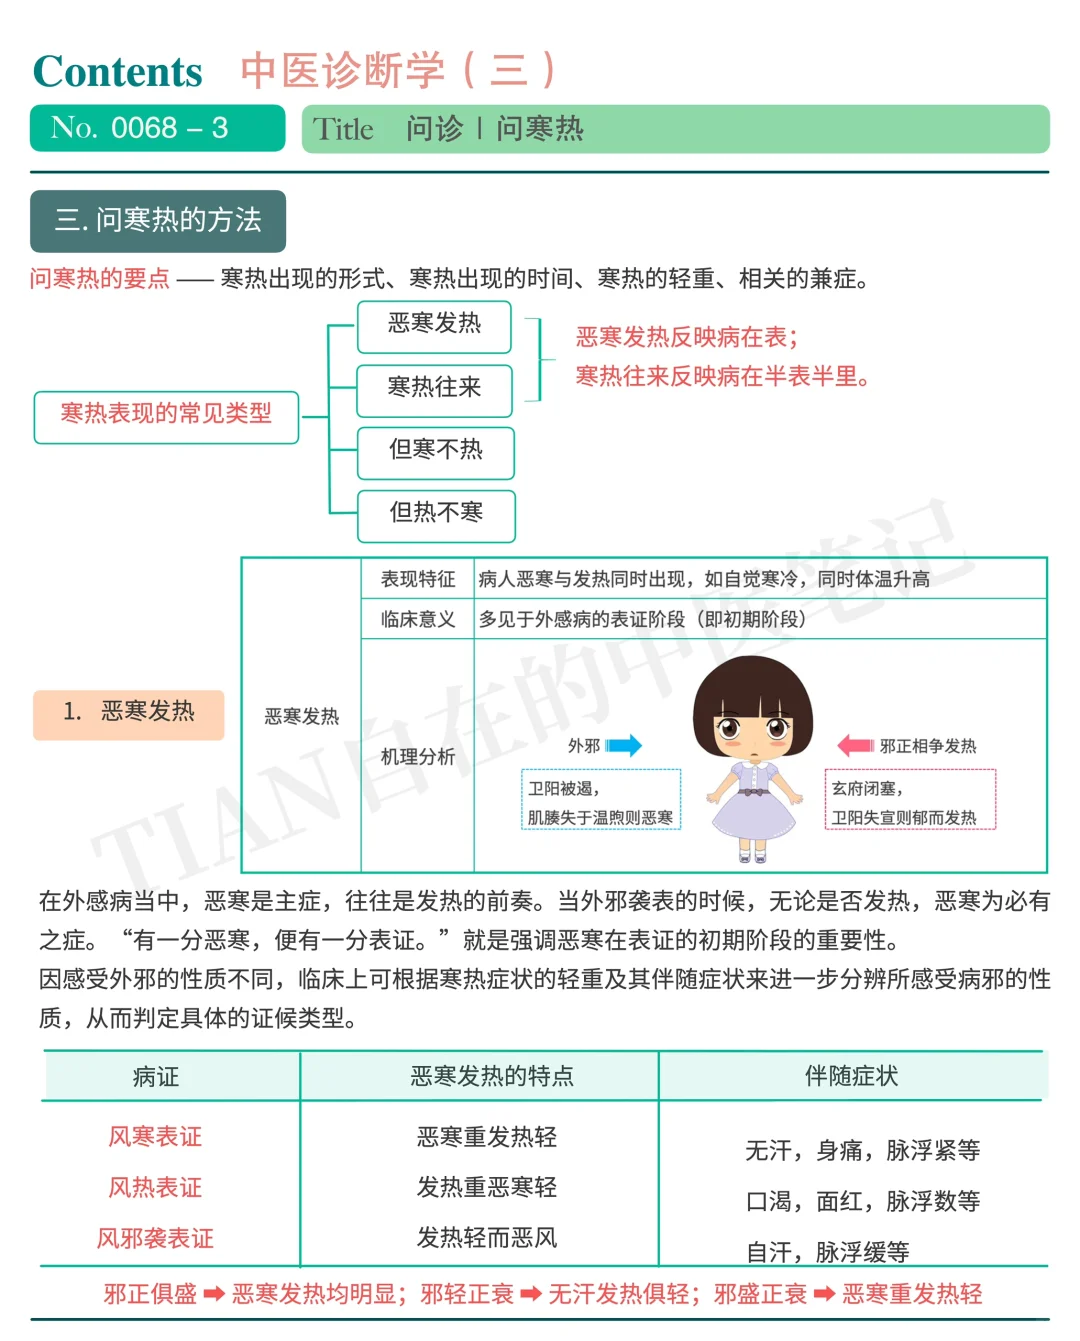 Contents 中医诊断学（三）
No. 0068 – 3
Title 问诊 | 问寒热
三. 问寒热的方法
问寒热的要点 —— 寒热出现的形式、寒热出现的时间、寒热的轻重、相关的兼症。
寒热表现的常见类型
恶寒发热
寒热往来
但寒不热
但热不寒
恶寒发热反映病在表；
寒热往来反映病在半表半里。
1. 恶寒发热
恶寒发热
表现特征 病人恶寒与发热同时出现，如自觉寒冷，同时体温升高
临床意义 多见于外感病的表证阶段（即初期阶段）
机理分析
外邪
卫阳被遏，
肌腠失于温煦则恶寒
邪正相争发热
玄府闭塞，
卫阳失宣则郁而发热
TIAN自在的中医笔记
在外感病当中，恶寒是主症，往往是发热的前奏。当外邪袭表的时候，无论是否发热，恶寒为必有
之症。“有一分恶寒，便有一分表证。”就是强调恶寒在表证的初期阶段的重要性。
因感受外邪的性质不同，临床上可根据寒热症状的轻重及其伴随症状来进一步分辨所感受病邪的性
质，从而判定具体的证候类型。
病证 恶寒发热的特点 伴随症状
风寒表证 恶寒重发热轻 无汗，身痛，脉浮紧等
风热表证 发热重恶寒轻 口渴，面红，脉浮数等
风邪袭表证 发热轻而恶风 自汗，脉浮缓等
邪正俱盛 ➡ 恶寒发热均明显；邪轻正衰 ➡ 无汗发热俱轻；邪盛正衰 ➡ 恶寒重发热轻